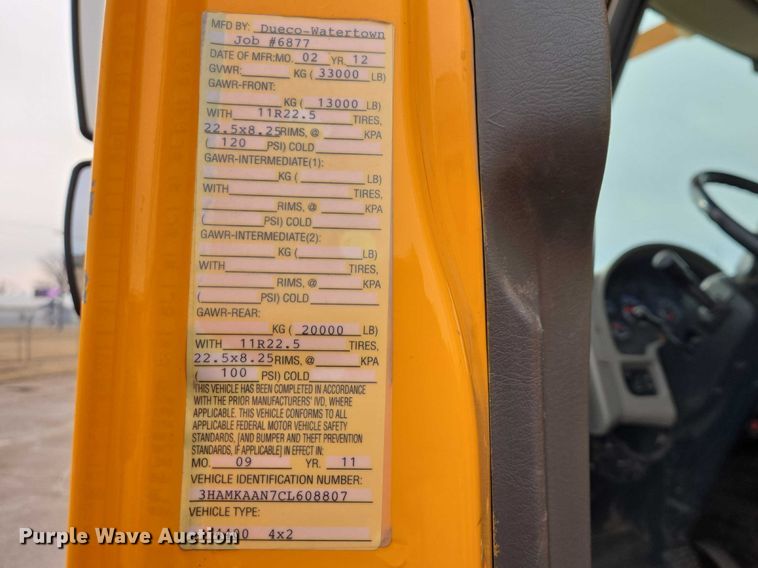 MFD BY: Dueco-Watertown
Job #6877
DATE OF MFR:MO. 02 YR. 12
GVWR: KG ( 33000 LB)
GAWR-FRONT:
KG ( 13000 LB)
WITH 11R22.5 TIRES,
22.5x8.25 RIMS, @ KPA
( 120 PSI) COLD
GAWR-INTERMEDIATE(1):
KG ( LB)
WITH TIRES,
RIMS, @ KPA
( PSI) COLD
GAWR-INTERMEDIATE(2):
KG ( LB)
WITH TIRES,
RIMS, @ KPA
( PSI) COLD
GAWR-REAR:
KG ( 20000 LB)
WITH 11R22.5 TIRES,
22.5x8.25 RIMS, @ KPA
( 100 PSI) COLD
THIS VEHICLE HAS BEEN COMPLETED IN ACCORDANCE
WITH THE PRIOR MANUFACTURERS' IVD, WHERE
APPLICABLE. THIS VEHICLE CONFORMS TO ALL
APPLICABLE FEDERAL MOTOR VEHICLE SAFETY
STANDARDS, [AND BUMPER AND THEFT PREVENTION
STANDARDS, IF APPLICABLE] IN EFFECT IN:
MO. 09 YR. 11
VEHICLE IDENTIFICATION NUMBER:
3HAMKAAN7CL608807
VEHICLE TYPE:
4x2
Purple Wave Auction